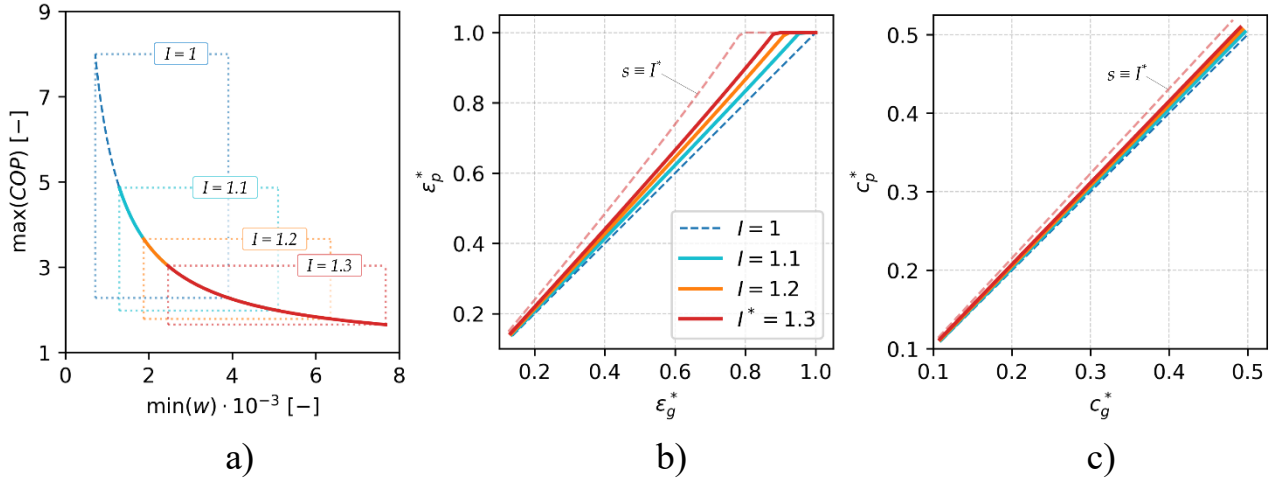 9
7
5
3
1
max(COP) [−]
0
2
4
6
8
min(w) · 10⁻³ [−]
I = 1
I = 1.1
I = 1.2
I = 1.3
a)
1.0
0.8
0.6
0.4
0.2
ε*p
0.2
0.4
0.6
0.8
1.0
ε*g
s ≡ I*
I = 1
I = 1.1
I = 1.2
I* = 1.3
b)
0.5
0.4
0.3
0.2
0.1
c*p
0.1
0.2
0.3
0.4
0.5
c*g
s ≡ I*
c)